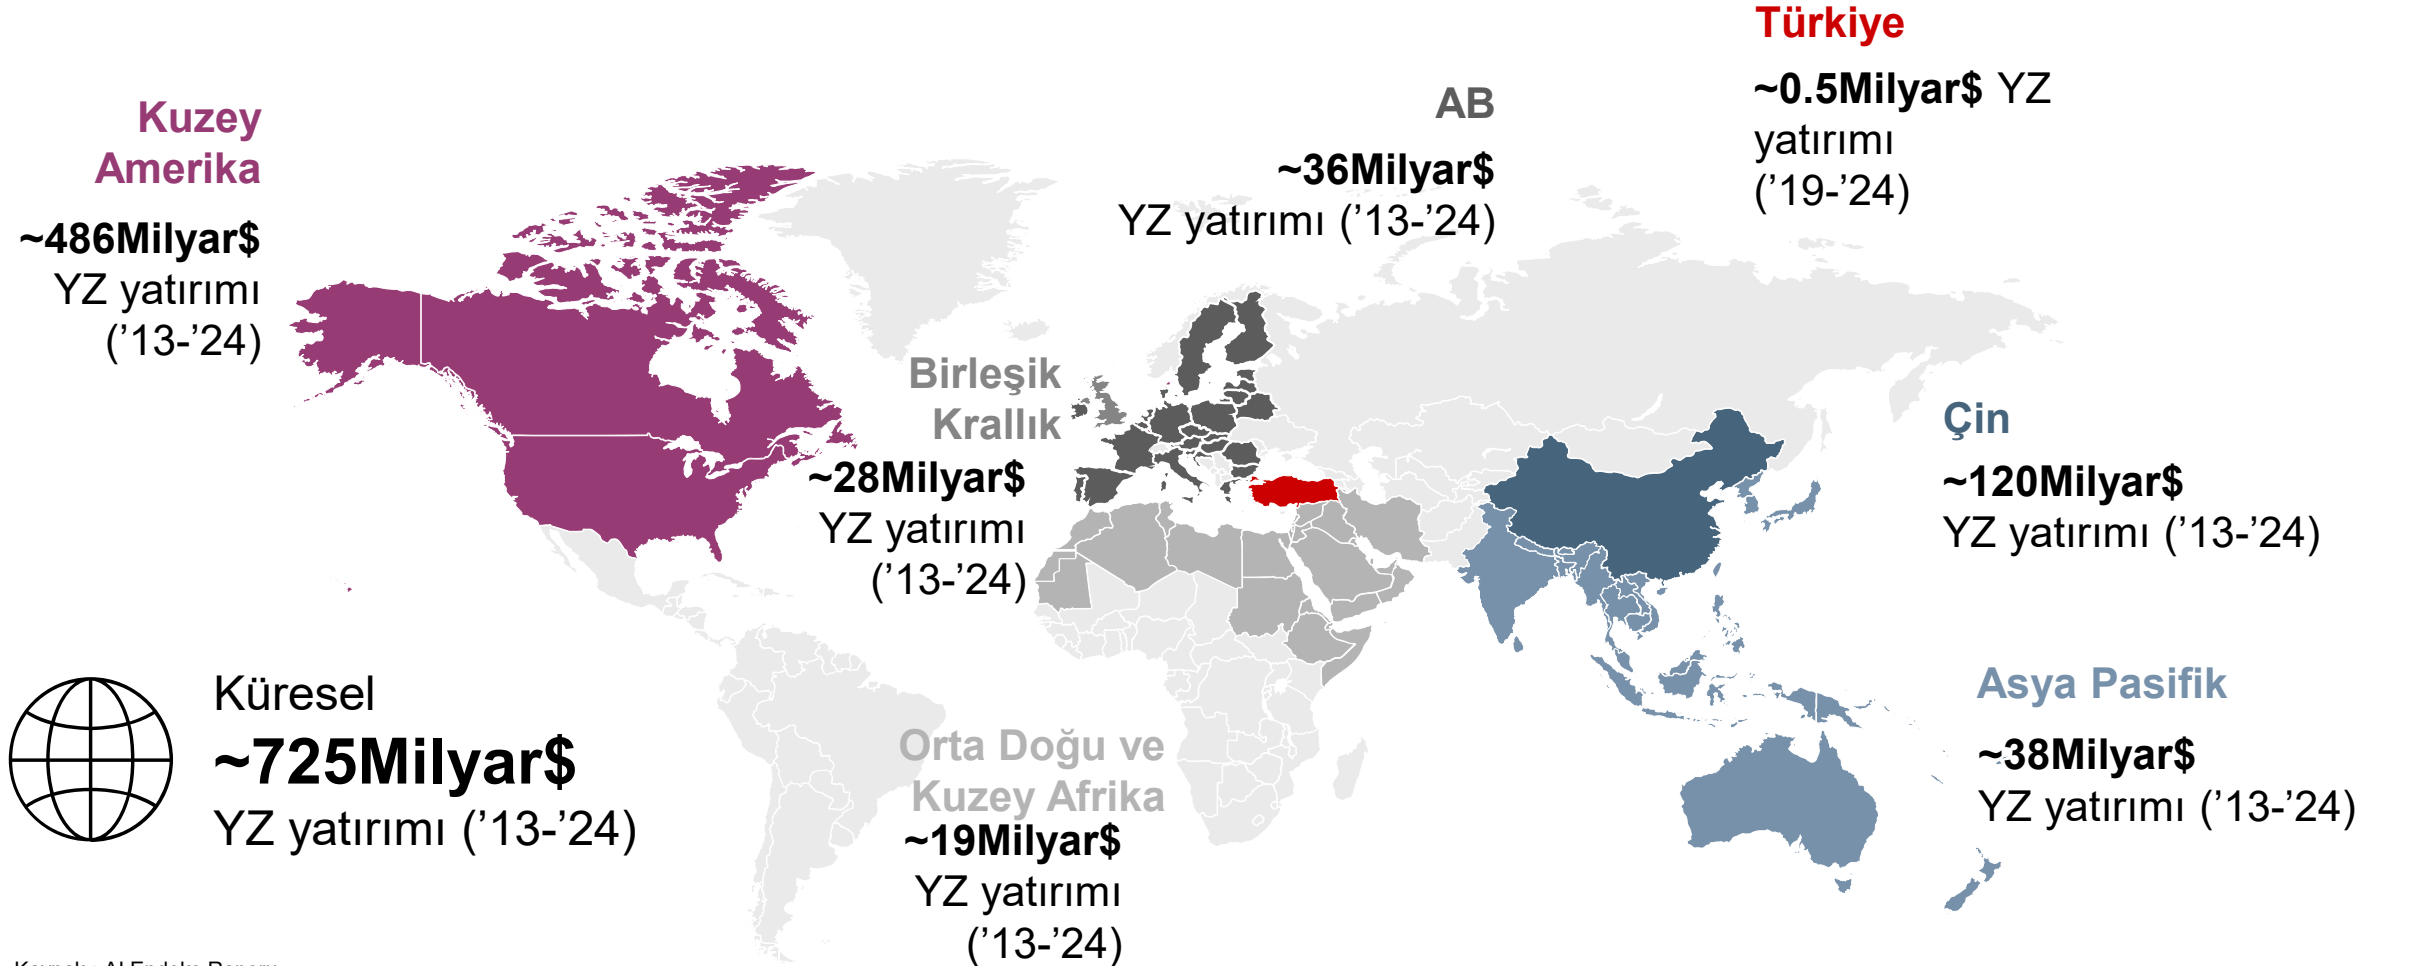 Türkiye
~0.5Milyar$ YZ
yatırımı
(’19-’24)
Kuzey
Amerika
~486Milyar$
YZ yatırımı
(’13-’24)
AB
~36Milyar$
YZ yatırımı (’13-’24)
Birleşik
Krallık
~28Milyar$
YZ yatırımı
(’13-’24)
Çin
~120Milyar$
YZ yatırımı (’13-’24)
Asya Pasifik
~38Milyar$
YZ yatırımı (’13-’24)
Küresel
~725Milyar$
YZ yatırımı (’13-’24)
Orta Doğu ve
Kuzey Afrika
~19Milyar$
YZ yatırımı
(’13-’24)